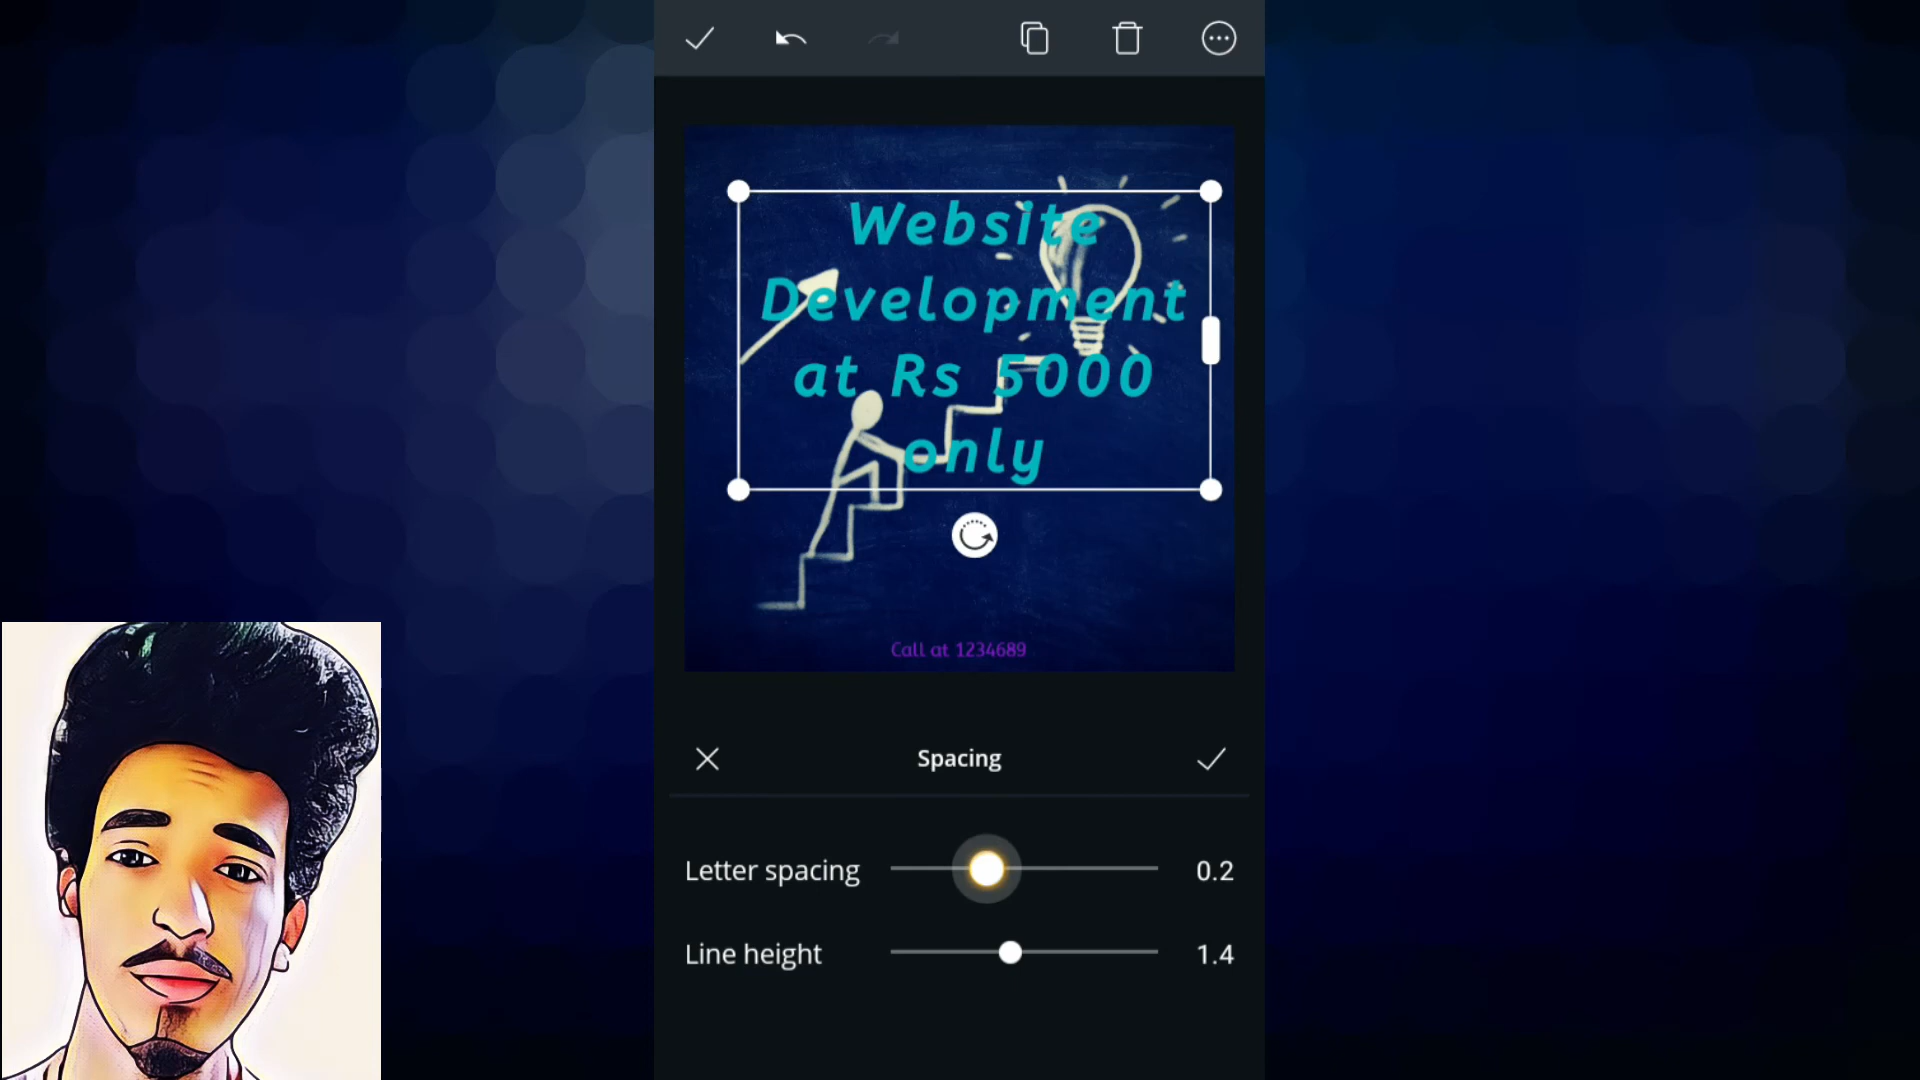 Website
Development
at Rs 5000
only
Call at 1234689
Spacing
Letter spacing 0.2
Line height 1.4